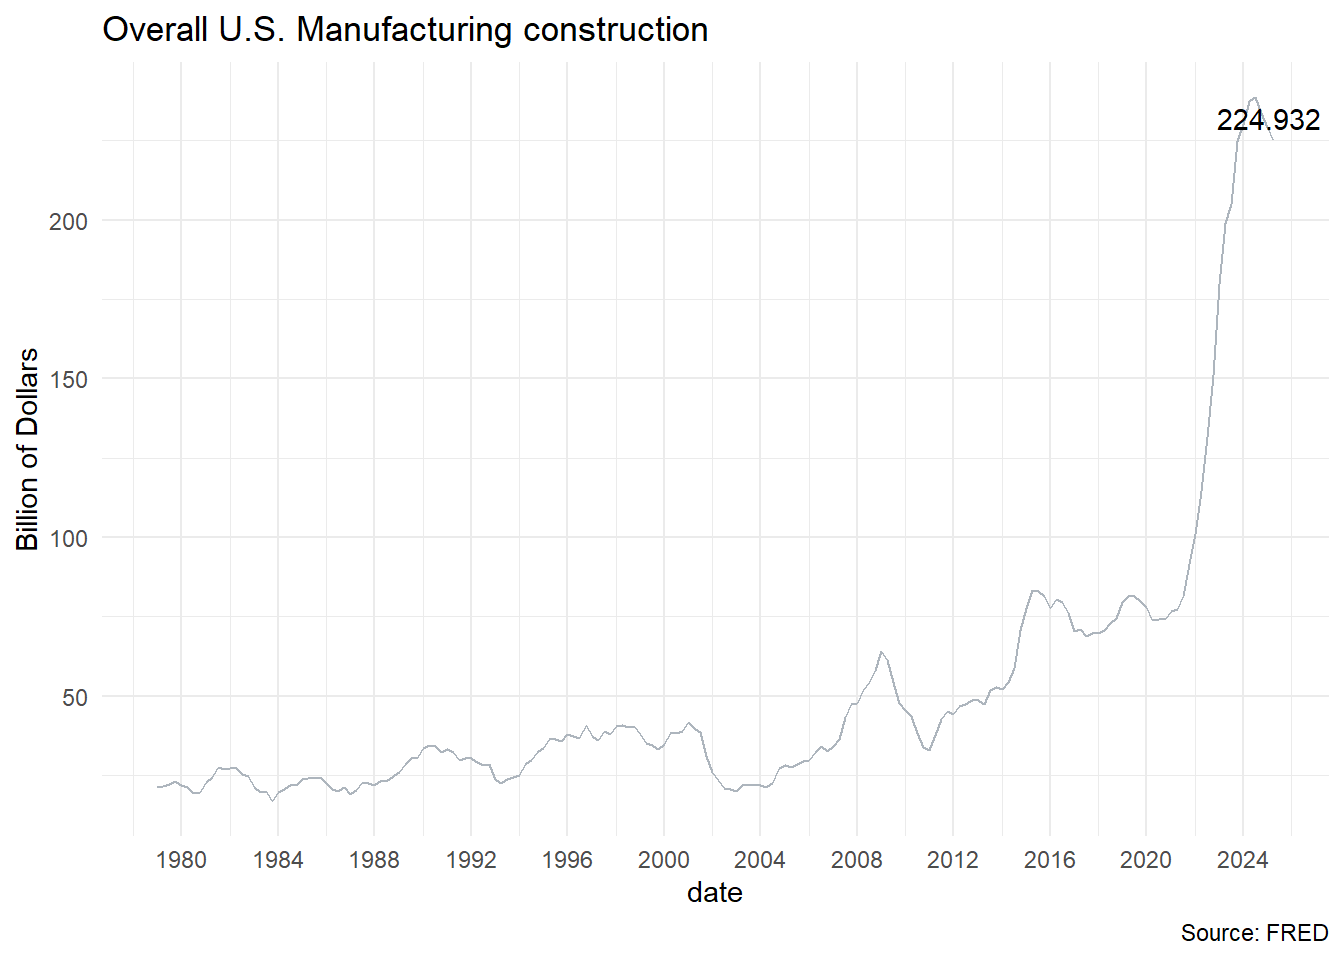 Overall U.S. Manufacturing construction
224.932
Billion of Dollars
200
150
100
50
1980 1984 1988 1992 1996 2000 2004 2008 2012 2016 2020 2024
date
Source: FRED